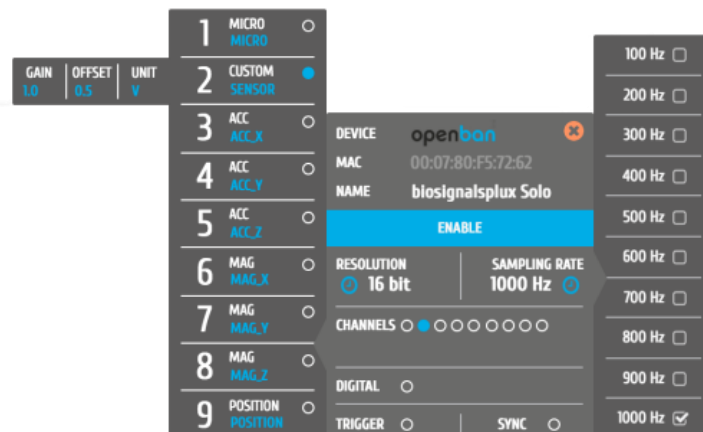 GAIN OFFSET UNIT
1.0 0.5 V
1 MICRO
MICRO
2 CUSTOM
SENSOR
3 ACC
ACC_X
4 ACC
ACC_Y
5 ACC
ACC_Z
6 MAG
MAG_X
7 MAG
MAG_Y
8 MAG
MAG_Z
9 POSITION
POSITION
DEVICE openban
MAC 00:07:80:F5:72:62
NAME biosignalsplux Solo
ENABLE
RESOLUTION SAMPLING RATE
16 bit 1000 Hz
CHANNELS
DIGITAL
TRIGGER SYNC
100 Hz
200 Hz
300 Hz
400 Hz
500 Hz
600 Hz
700 Hz
800 Hz
900 Hz
1000 Hz